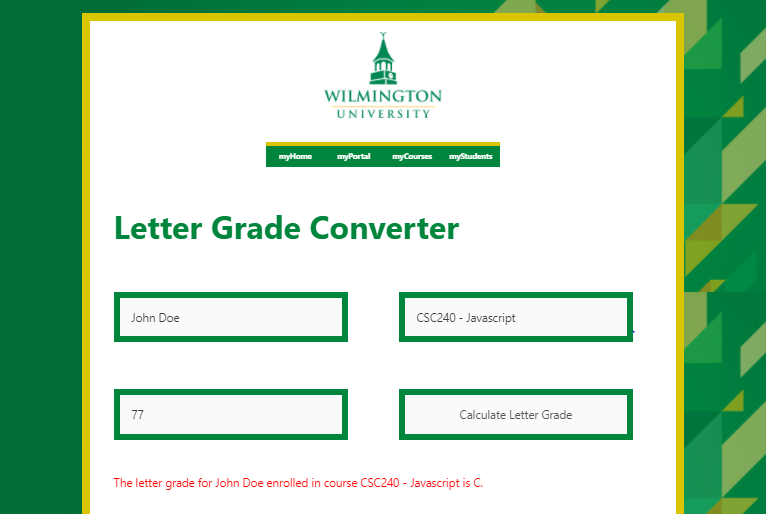 WILMINGTON
UNIVERSITY
myHome myPortal myCourses myStudents
Letter Grade Converter
John Doe CSC240 - Javascript
77 Calculate Letter Grade
The letter grade for John Doe enrolled in course CSC240 - Javascript is C.